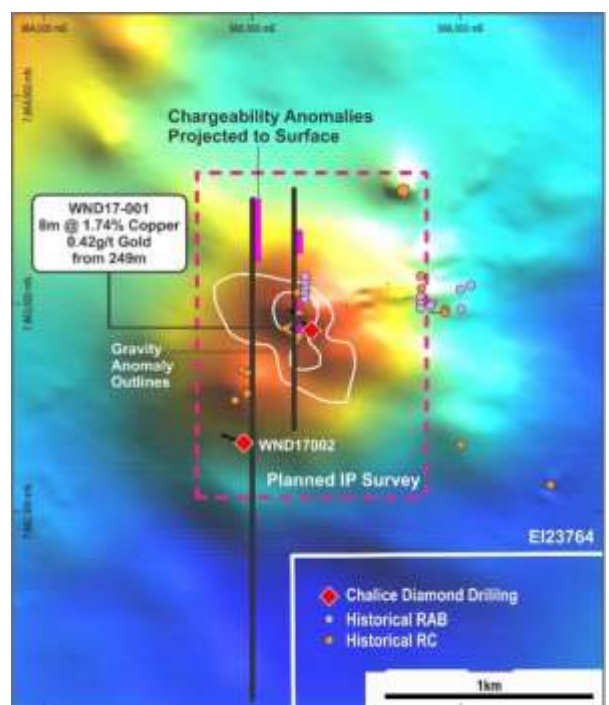 Chargeability Anomalies
Projected to Surface
WND17-001
8m @ 1.74% Copper
0.42g/t Gold
from 249m
Gravity
Anomaly
Outlines
WND17002
Planned IP Survey
El23764
Chalice Diamond Drilling
Historical RAB
Historical RC
1km